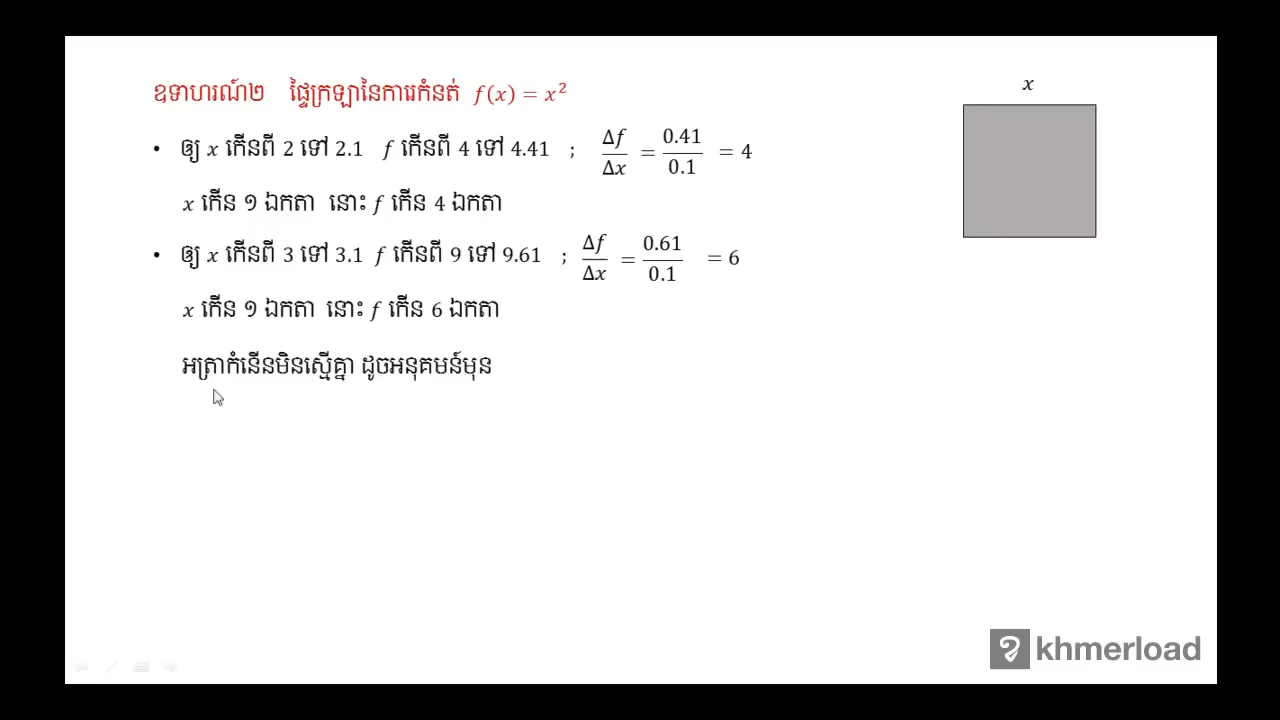 ឧទាហរណ៍២ ផ្ទៃក្រឡានៃការេកំនត់ f(x) = x²
x
• ឲ្យ x កើនពី 2 ទៅ 2.1 f កើនពី 4 ទៅ 4.41 ; Δf/Δx = 0.41/0.1 = 4
x កើន ១ ឯកតា នោះ f កើន 4 ឯកតា
• ឲ្យ x កើនពី 3 ទៅ 3.1 f កើនពី 9 ទៅ 9.61 ; Δf/Δx = 0.61/0.1 = 6
x កើន ១ ឯកតា នោះ f កើន 6 ឯកតា
អត្រាកំនើនមិនស្មើគ្នា ដូចអនុគមន៍មុន
khmerload